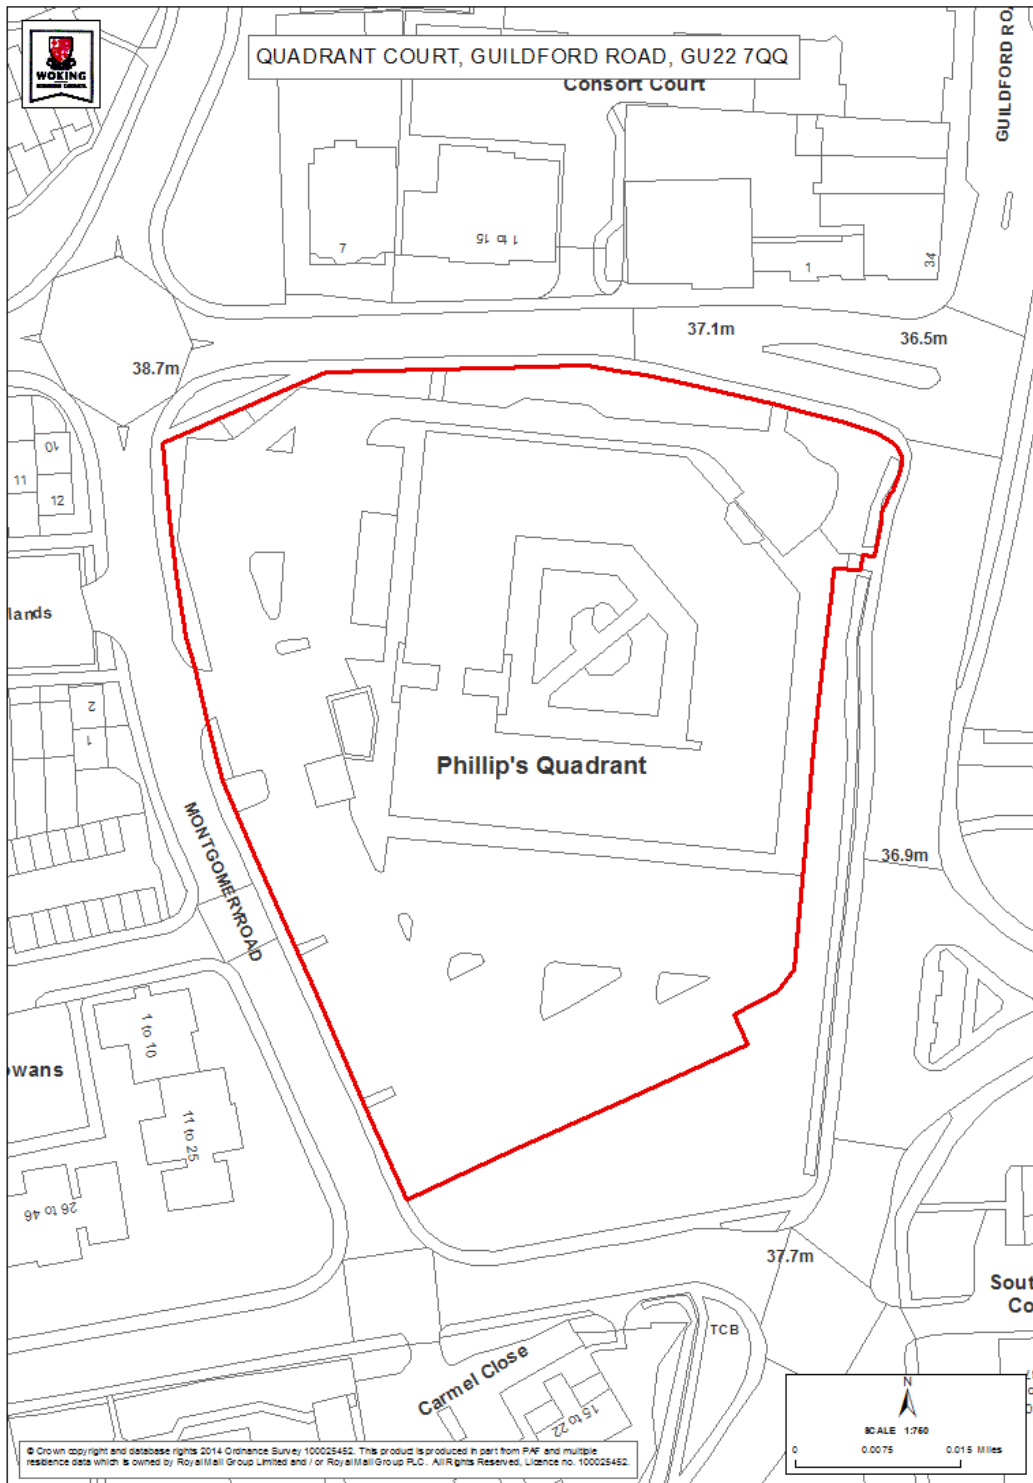 WOKING
BOROUGH COUNCIL
QUADRANT COURT, GUILDFORD ROAD, GU22 7QQ
Consort Court
GUILDFORD ROA
7
1 to 15
1
34
37.1m
36.5m
38.7m
10
11
12
lands
2
1
Phillip's Quadrant
MONTGOMERY ROAD
36.9m
1 to 10
owans
11 to 25
26 to 46
37.7m
Sout
Co
TCB
Carmel Close
15 to 22
N
SCALE 1:750
0 0.0075 0.015 Miles
© Crown copyright and database rights 2014 Ordnance Survey 100025452. This product is produced in part from PAF and multiple
residence data which is owned by Royal Mail Group Limited and / or Royal Mail Group PLC. All Rights Reserved, Licence no. 100025452.